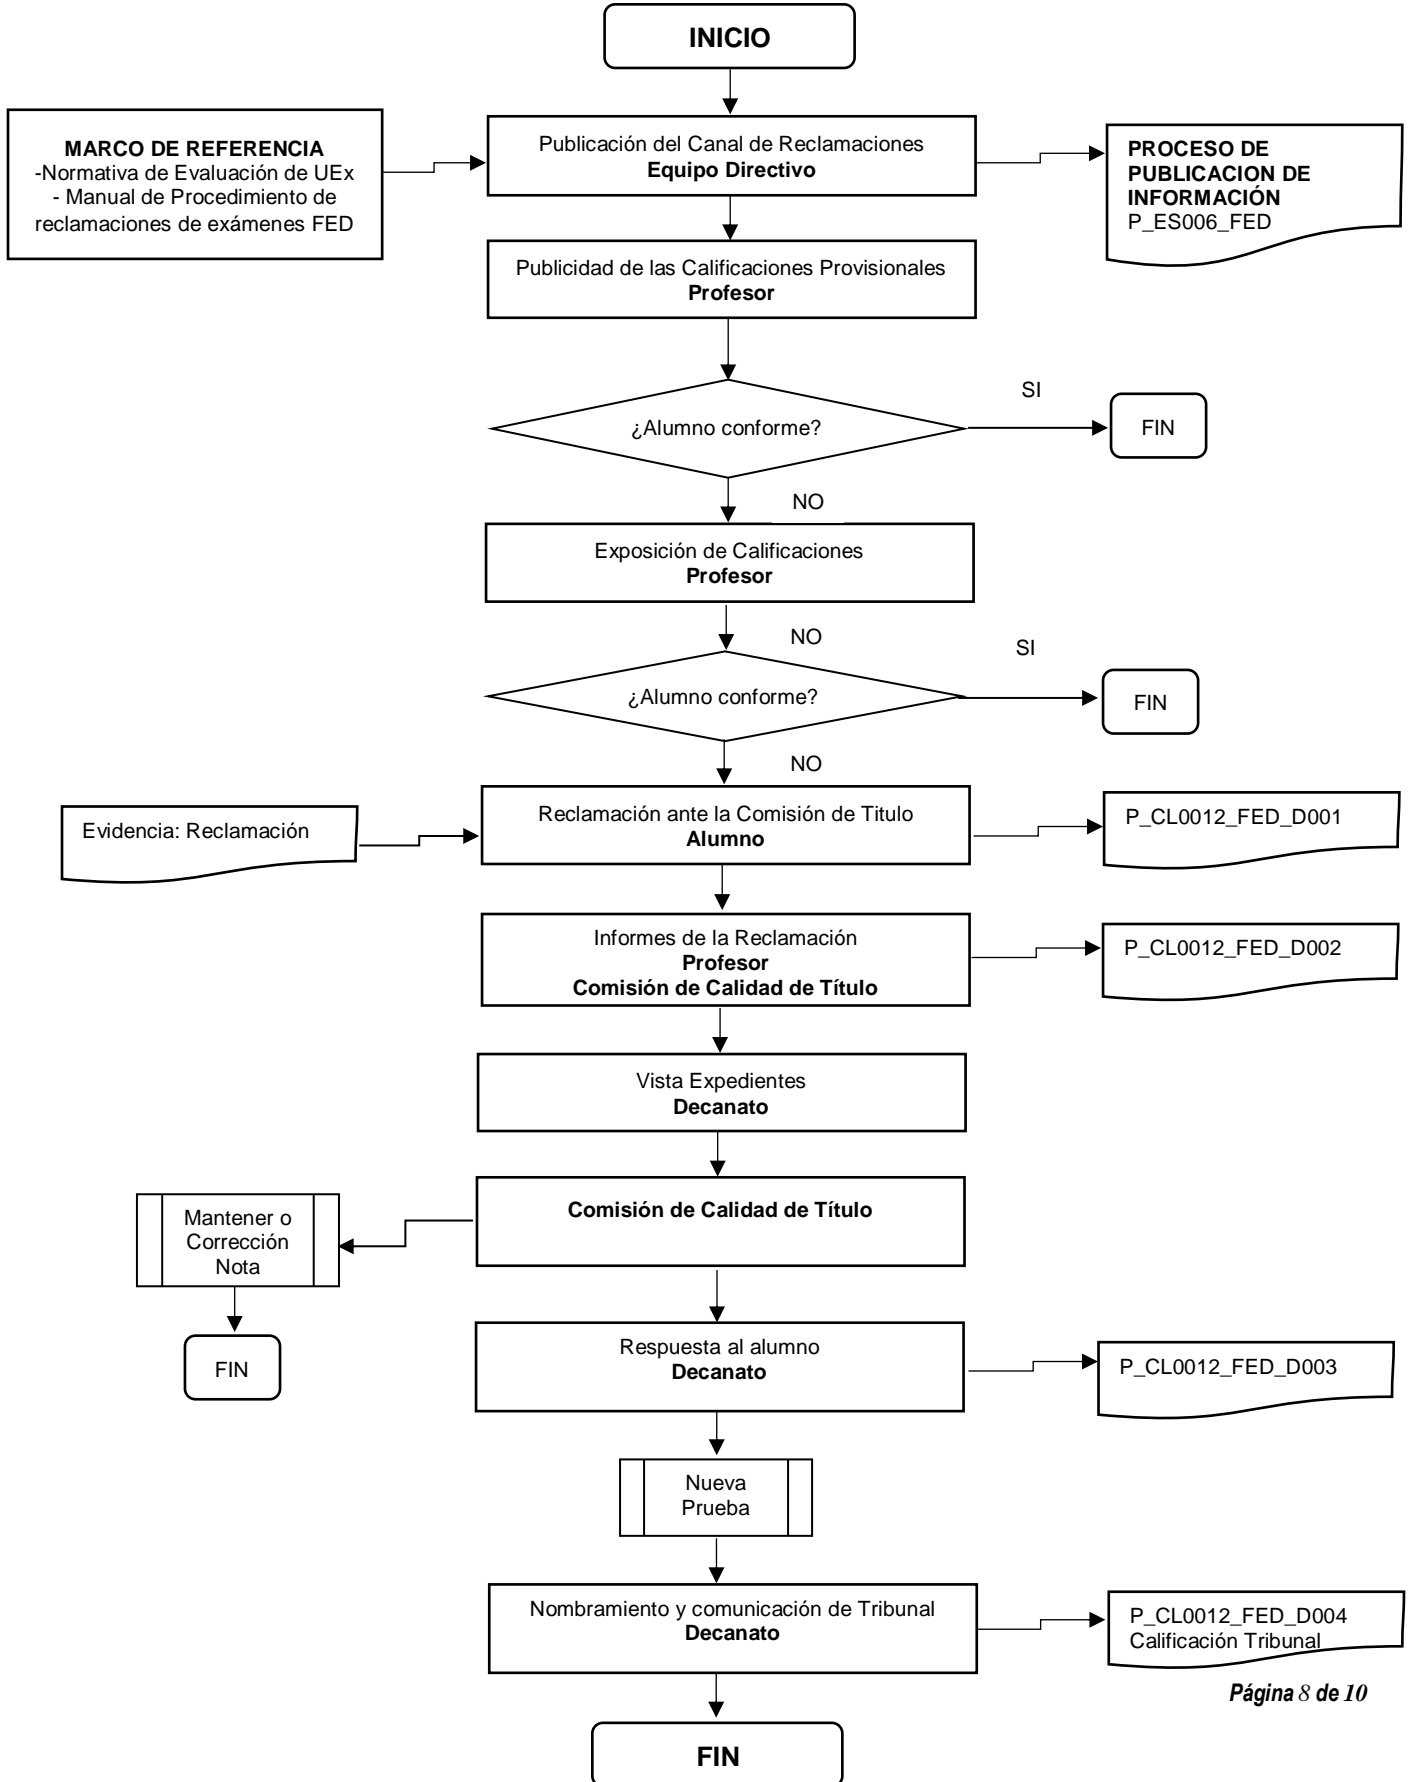 INICIO
MARCO DE REFERENCIA
-Normativa de Evaluación de UEx
- Manual de Procedimiento de
reclamaciones de exámenes FED
Publicación del Canal de Reclamaciones
Equipo Directivo
PROCESO DE
PUBLICACION DE
INFORMACIÓN
P_ES006_FED
Publicidad de las Calificaciones Provisionales
Profesor
¿Alumno conforme?
SI
FIN
NO
Exposición de Calificaciones
Profesor
NO
¿Alumno conforme?
SI
FIN
NO
Evidencia: Reclamación
Reclamación ante la Comisión de Titulo
Alumno
P_CL0012_FED_D001
Informes de la Reclamación
Profesor
Comisión de Calidad de Título
P_CL0012_FED_D002
Vista Expedientes
Decanato
Comisión de Calidad de Título
Mantener o
Corrección
Nota
FIN
Respuesta al alumno
Decanato
P_CL0012_FED_D003
Nueva
Prueba
Nombramiento y comunicación de Tribunal
Decanato
P_CL0012_FED_D004
Calificación Tribunal
Página 8 de 10
FIN